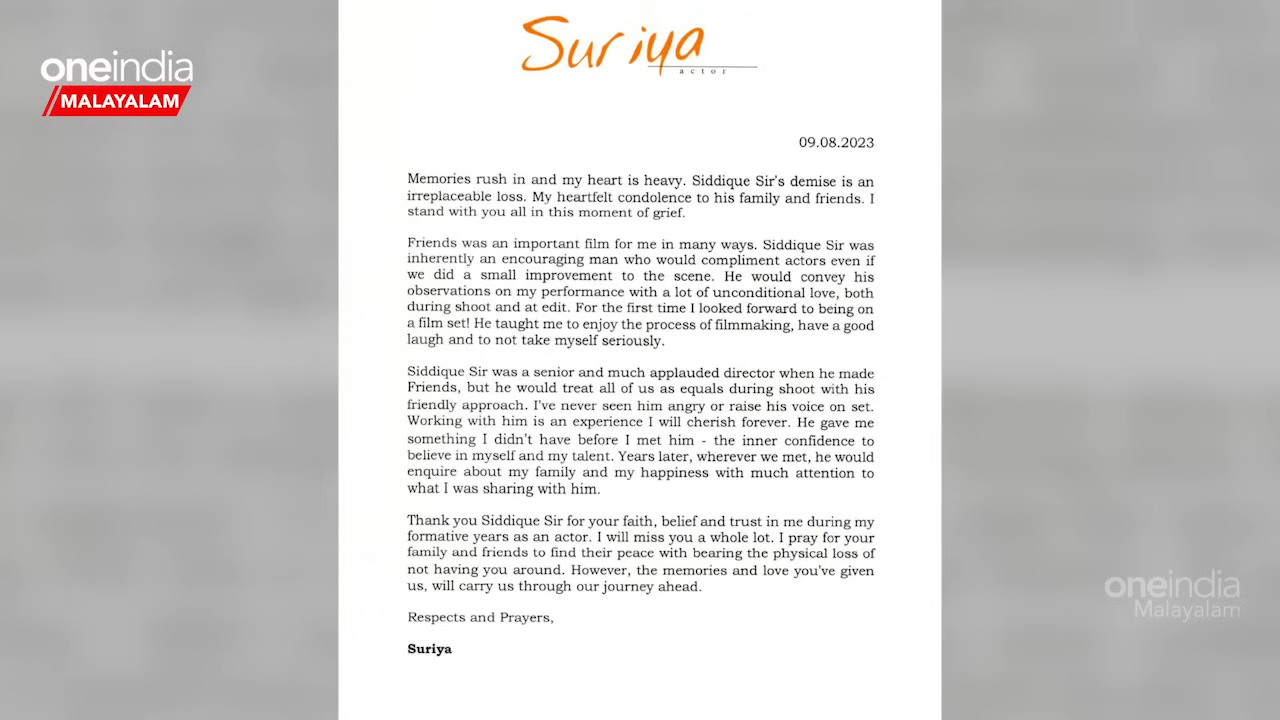 oneindia
MALAYALAM
Suriya
actor
09.08.2023
Memories rush in and my heart is heavy. Siddique Sir's demise is an
irreplaceable loss. My heartfelt condolence to his family and friends. I
stand with you all in this moment of grief.
Friends was an important film for me in many ways. Siddique Sir was
inherently an encouraging man who would compliment actors even if
we did a small improvement to the scene. He would convey his
observations on my performance with a lot of unconditional love, both
during shoot and at edit. For the first time I looked forward to being on
a film set! He taught me to enjoy the process of filmmaking, have a good
laugh and to not take myself seriously.
Siddique Sir was a senior and much applauded director when he made
Friends, but he would treat all of us as equals during shoot with his
friendly approach. I've never seen him angry or raise his voice on set.
Working with him is an experience I will cherish forever. He gave me
something I didn't have before I met him - the inner confidence to
believe in myself and my talent. Years later, wherever we met, he would
enquire about my family and my happiness with much attention to
what I was sharing with him.
Thank you Siddique Sir for your faith, belief and trust in me during my
formative years as an actor. I will miss you a whole lot. I pray for your
family and friends to find their peace with bearing the physical loss of
not having you around. However, the memories and love you've given
us, will carry us through our journey ahead.
Respects and Prayers,
Suriya
oneindia
Malayalam